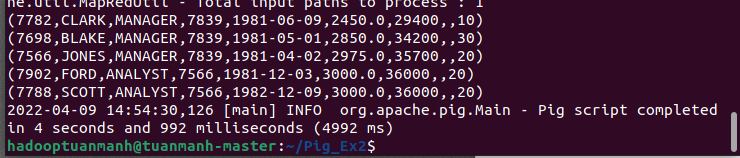 ne.util.MapRedUtil - Total input paths to process : 1
(7782,CLARK,MANAGER,7839,1981-06-09,2450.0,29400,,10)
(7698,BLAKE,MANAGER,7839,1981-05-01,2850.0,34200,,30)
(7566,JONES,MANAGER,7839,1981-04-02,2975.0,35700,,20)
(7902,FORD,ANALYST,7566,1981-12-03,3000.0,36000,,20)
(7788,SCOTT,ANALYST,7566,1982-12-09,3000.0,36000,,20)
2022-04-09 14:54:30,126 [main] INFO  org.apache.pig.Main - Pig script completed
in 4 seconds and 992 milliseconds (4992 ms)
hadooptuanmanh@tuanmanh-master:~/Pig_Ex2$